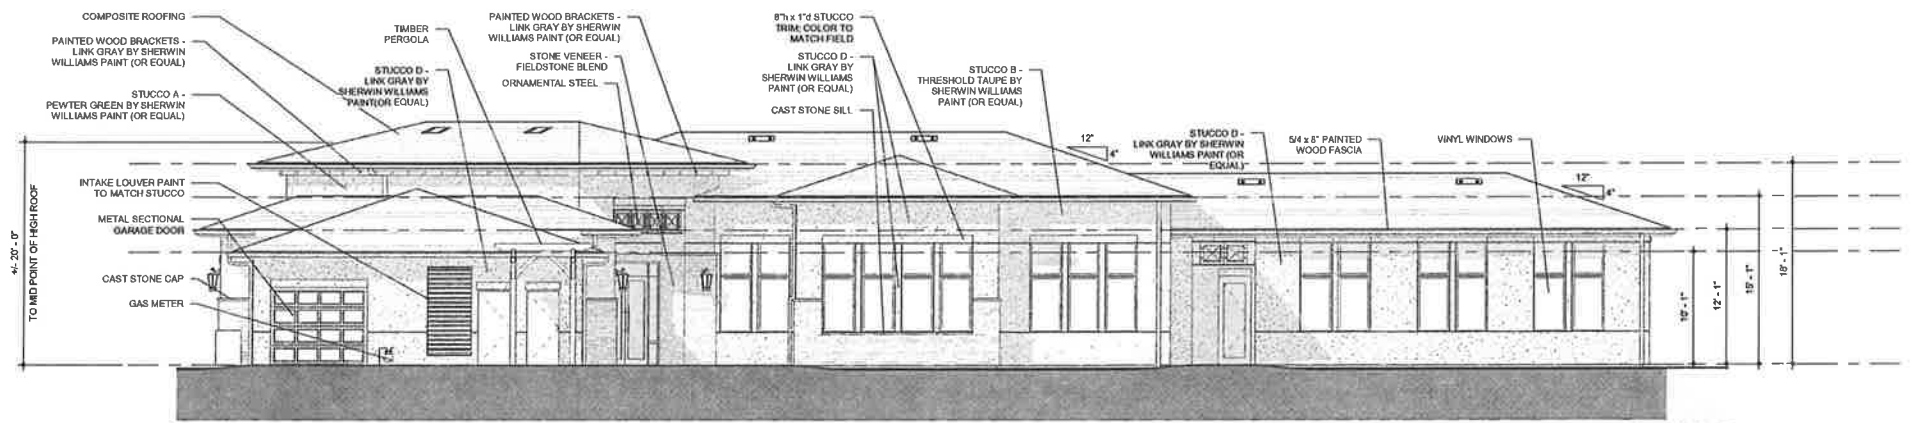 COMPOSITE ROOFING
PAINTED WOOD BRACKETS -
LINK GRAY BY SHERWIN
WILLIAMS PAINT (OR EQUAL)
STUCCO A -
PEWTER GREEN BY SHERWIN
WILLIAMS PAINT (OR EQUAL)
INTAKE LOUVER PAINT
TO MATCH STUCCO
METAL SECTIONAL
GARAGE DOOR
CAST STONE CAP
GAS METER
+/- 20' - 0"
TO MID POINT OF HIGH ROOF
TIMBER
PERGOLA
STUCCO D -
LINK GRAY BY
SHERWIN WILLIAMS
PAINT(OR EQUAL)
PAINTED WOOD BRACKETS -
LINK GRAY BY SHERWIN
WILLIAMS PAINT (OR EQUAL)
STONE VENEER -
FIELDSTONE BLEND
ORNAMENTAL STEEL
8"h x 1"d STUCCO
TRIM; COLOR TO
MATCH FIELD
STUCCO D -
LINK GRAY BY
SHERWIN WILLIAMS
PAINT (OR EQUAL)
CAST STONE SILL
STUCCO B -
THRESHOLD TAUPE BY
SHERWIN WILLIAMS
PAINT (OR EQUAL)
12"
4"
STUCCO D -
LINK GRAY BY SHERWIN
WILLIAMS PAINT (OR
EQUAL)
5/4 x 8" PAINTED
WOOD FASCIA
VINYL WINDOWS
12"
4"
10' - 1"
12' - 1"
15' - 1"
18' - 1"